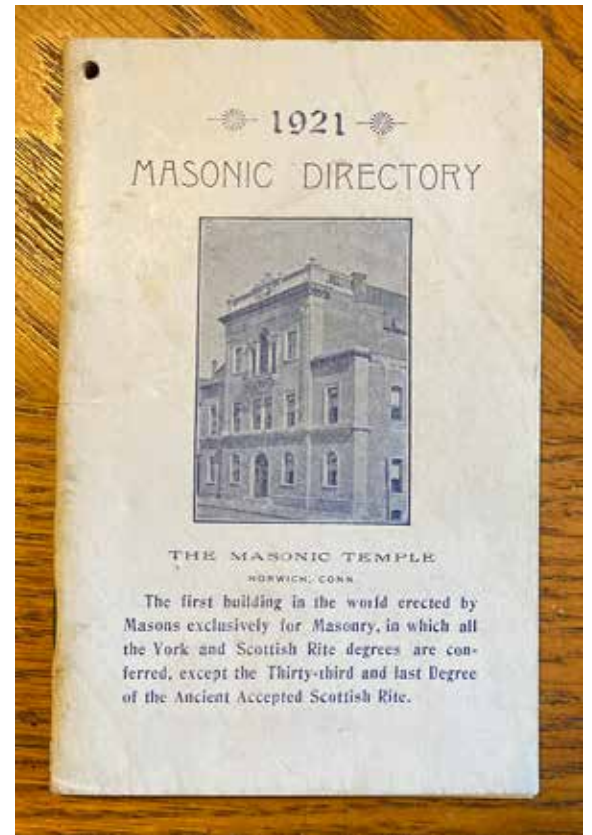 1921
MASONIC DIRECTORY
THE MASONIC TEMPLE
NORWICH, CONN
The first building in the world erected by
Masons exclusively for Masonry, in which all
the York and Scottish Rite degrees are con-
ferred, except the Thirty-third and last Degree
of the Ancient Accepted Scottish Rite.